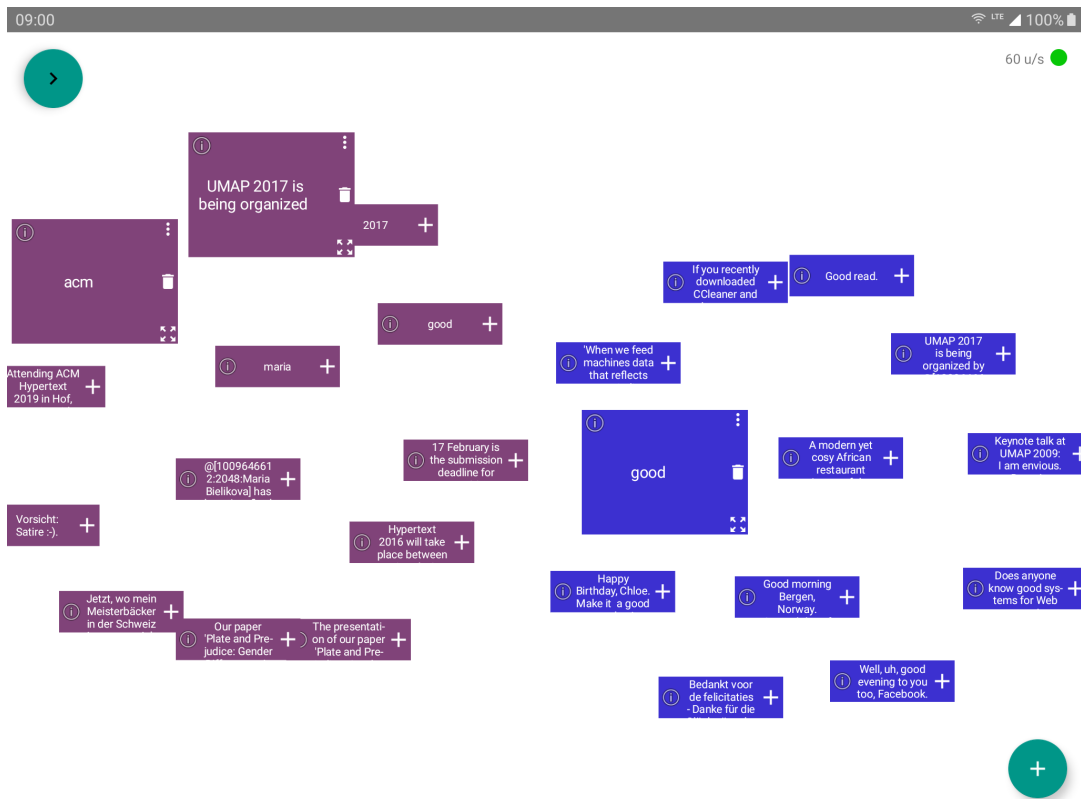 09:00
LTE 100%
60 u/s
UMAP 2017 is
being organized
2017
acm
If you recently
downloaded
CCleaner and
Good read.
good
maria
'When we feed
machines data
that reflects
UMAP 2017
is being
organized by
Attending ACM
Hypertext
2019 in Hof,
good
17 February is
the submission
deadline for
A modern yet
cosy African
restaurant
Keynote talk at
UMAP 2009:
I am envious.
@[100964661
2:2048:Maria
Bielikova] has
Vorsicht:
Satire :-).
Hypertext
2016 will take
place between
Happy
Birthday, Chloe.
Make it a good
Good morning
Bergen,
Norway.
Does anyone
know good sys-
tems for Web
Jetzt, wo mein
Meisterbäcker
in der Schweiz
Our paper
'Plate and Pre-
judice: Gender
The presentati-
on of our paper
'Plate and Pre-
Well, uh, good
evening to you
too, Facebook.
Bedankt voor
de felicitaties
- Danke für die